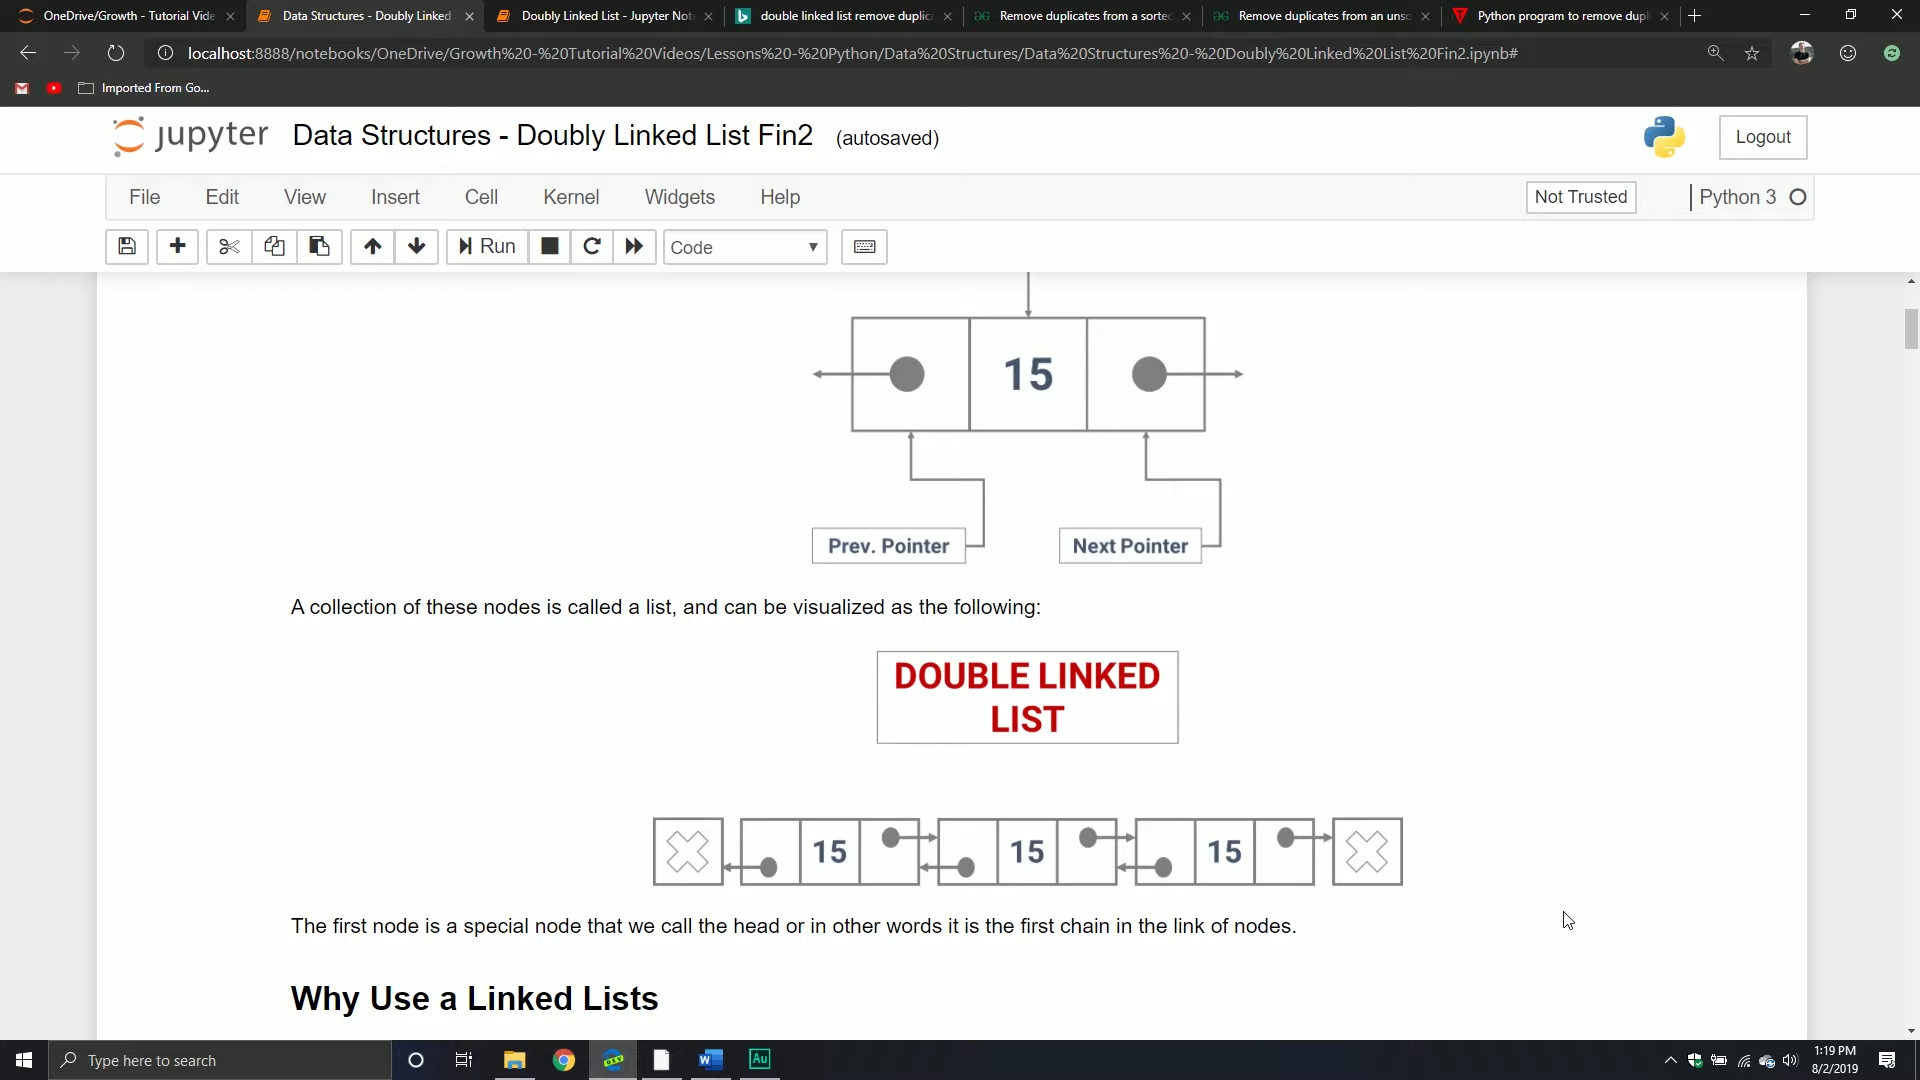 OneDrive/Growth - Tutorial Vide
Data Structures - Doubly Linked
Doubly Linked List - Jupyter Not
double linked list remove duplica
Remove duplicates from a sorted
Remove duplicates from an unso
Python program to remove dupl
localhost:8888/notebooks/OneDrive/Growth%20-%20Tutorial%20Videos/Lessons%20-%20Python/Data%20Structures/Data%20Structures%20-%20Doubly%20Linked%20List%20Fin2.ipynb#
Imported From Go...
jupyter Data Structures - Doubly Linked List Fin2 (autosaved)
Logout
File Edit View Insert Cell Kernel Widgets Help
Not Trusted
Python 3
Run
Code
15
Prev. Pointer
Next Pointer
A collection of these nodes is called a list, and can be visualized as the following:
DOUBLE LINKED
LIST
15 15 15
The first node is a special node that we call the head or in other words it is the first chain in the link of nodes.
Why Use a Linked Lists
Type here to search
DEV
Au
1:19 PM
8/2/2019